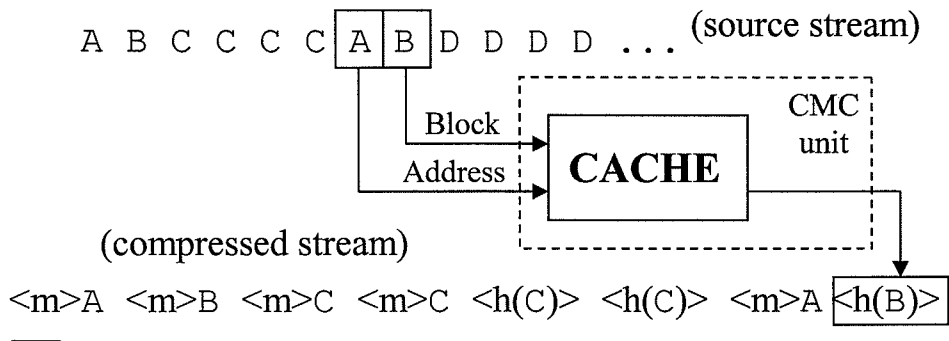 A B C C C C A B D D D D ... (source stream)
CMC
unit
Block
Address
CACHE
(compressed stream)
<m>A <m>B <m>C <m>C <h(C)> <h(C)> <m>A <h(B)>